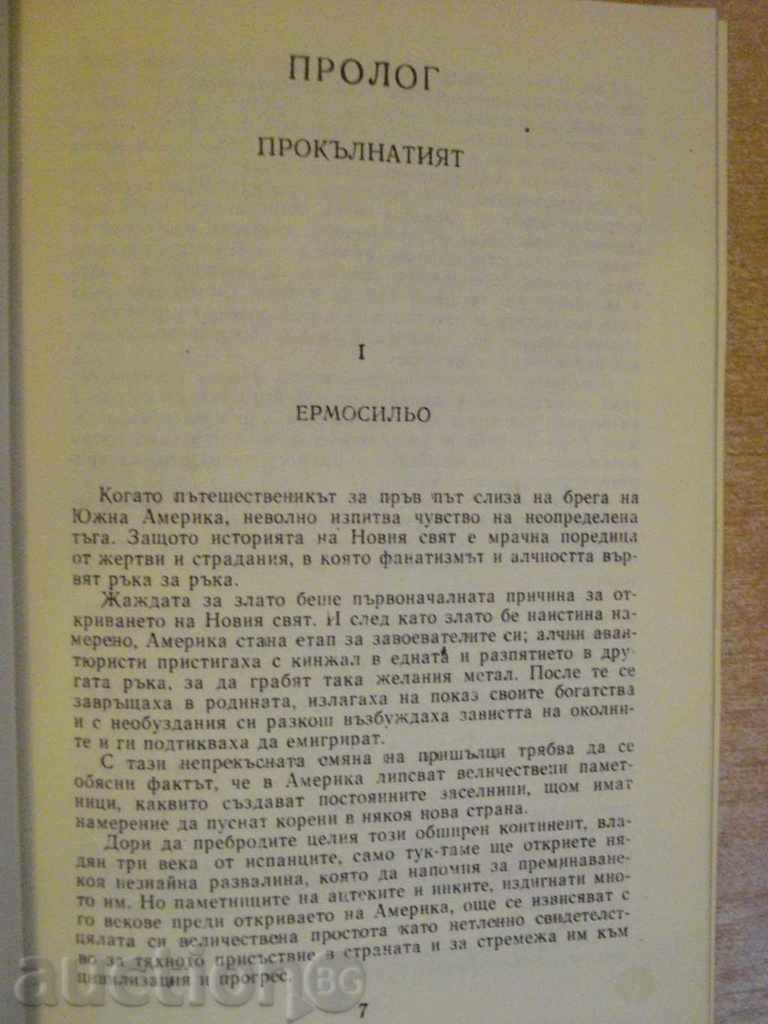 ПРОЛОГ
ПРОКЪЛНАТИЯТ
I
ЕРМОСИЛЬО
Когато пътешественикът за пръв път слиза на брега на
Южна Америка, неволно изпитва чувство на неопределена
тъга. Защото историята на Новия свят е мрачна поредица
от жертви и страдания, в която фанатизмът и алчността вър-
вят ръка за ръка.
Жаждата за злато беше първоначалната причина за от-
криването на Новия свят. И след като злато бе наистина на-
мерено, Америка стана етап за завоевателите си; алчни аван-
тюристи пристигаха с кинжал в едната и разпятието в дру-
гата ръка, за да грабят така желания метал. После те се
завръщаха в родината, излагаха на показ своите богатства
и с необуздания си разкош възбуждаха завистта на околни-
те и ги подтикваха да емигрират.
С тази непрекъсната смяна на пришълци трябва да се
обясни фактът, че в Америка липсват величествени памет-
ници, каквито създават постоянните заселници, щом имат
намерение да пуснат корени в някоя нова страна.
Дори да пребродите целия този обширен континент, вла-
дян три века от испанците, само тук-таме ще откриете ня-
коя незнайна развалина, която да напомня за преминаване-
то им. Но паметниците на ацтеките и инките, издигнати мно-
го векове преди откриваето на Америка, още се извисяват с
цялата си величествена простота като нетленно свидетелст-
во за тяхното присъствие в страната и за стремежа им към
цивилизация и прогрес.
7
auction.BG